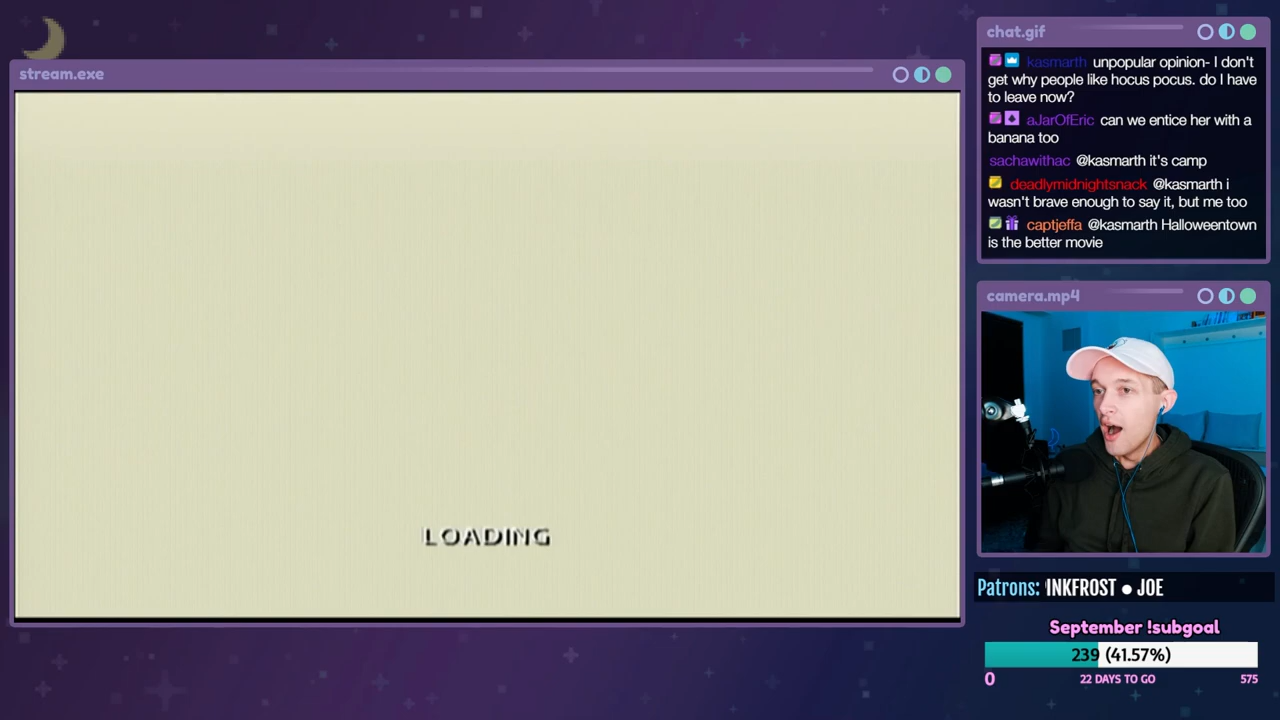 stream.exe
LOADING
chat.gif
kasmarth unpopular opinion- I don't
get why people like hocus pocus. do I have
to leave now?
aJarOfEric can we entice her with a
banana too
sachawithac @kasmarth it's camp
deadlymidnightsnack @kasmarth i
wasn't brave enough to say it, but me too
captjeffa @kasmarth Halloweentown
is the better movie
camera.mp4
Patrons: INKFROST ● JOE
September !subgoal
239 (41.57%)
0 22 DAYS TO GO 575